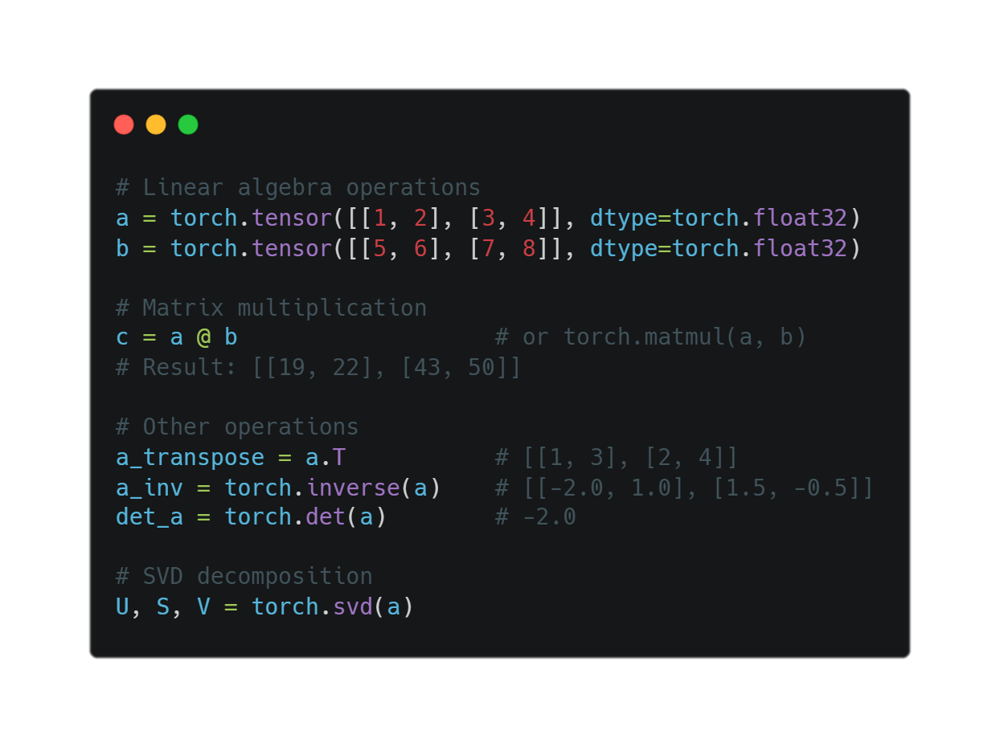 # Linear algebra operations
a = torch.tensor([[1, 2], [3, 4]], dtype=torch.float32)
b = torch.tensor([[5, 6], [7, 8]], dtype=torch.float32)
# Matrix multiplication
c = a @ b                   # or torch.matmul(a, b)
# Result: [[19, 22], [43, 50]]
# Other operations
a_transpose = a.T           # [[1, 3], [2, 4]]
a_inv = torch.inverse(a)    # [[-2.0, 1.0], [1.5, -0.5]]
det_a = torch.det(a)        # -2.0
# SVD decomposition
U, S, V = torch.svd(a)